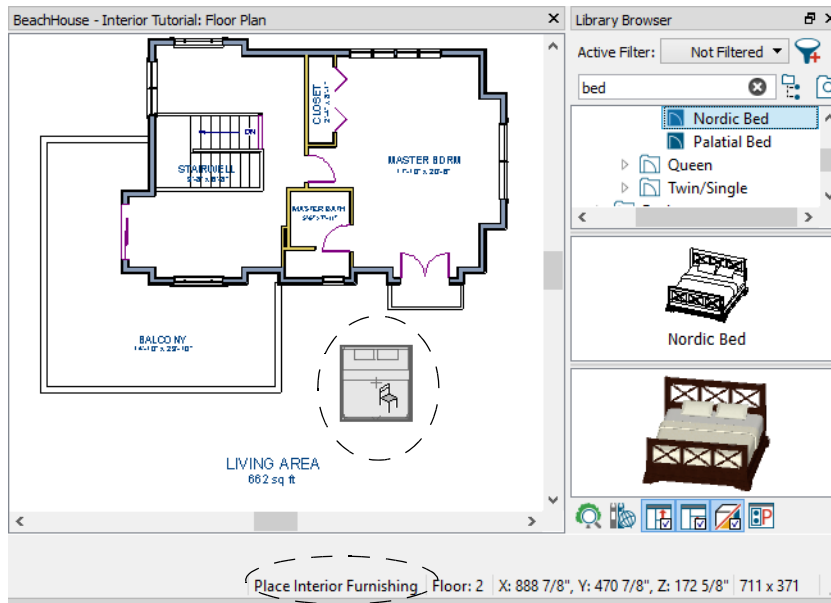 BeachHouse - Interior Tutorial: Floor Plan
Library Browser
Active Filter: Not Filtered
bed
Nordic Bed
Palatial Bed
Queen
Twin/Single
Nordic Bed
CLOSET
DN
STAIRWELL
MASTER BDRM
MASTER BATH
BALCONY
LIVING AREA
662 sq ft
Place Interior Furnishing
Floor: 2
X: 888 7/8", Y: 470 7/8", Z: 172 5/8"
711 x 371